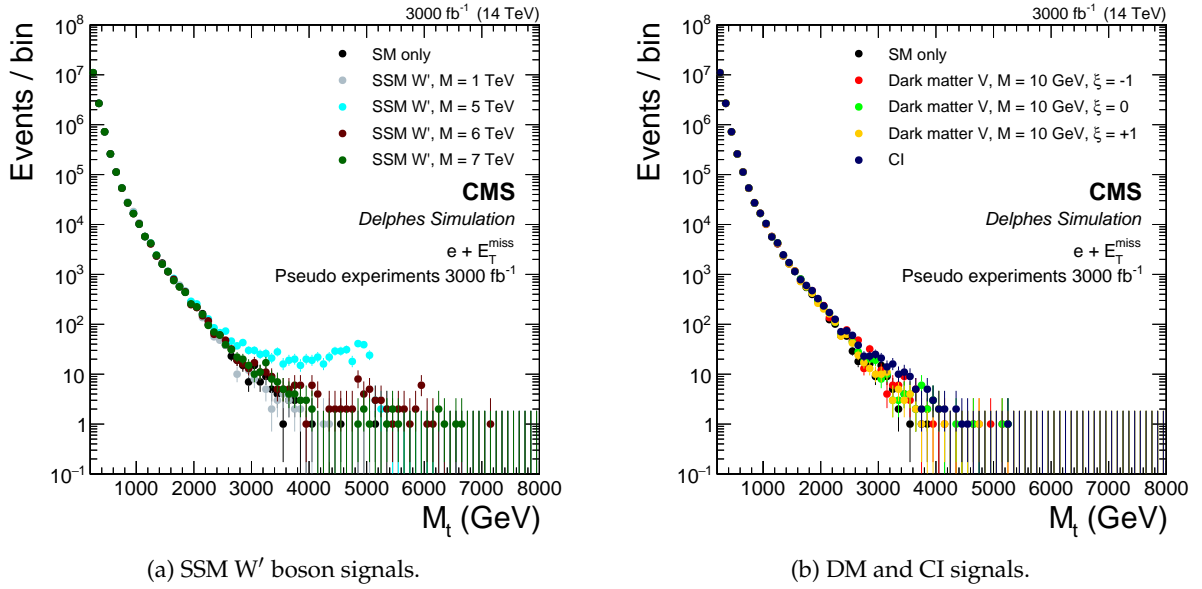 3000 fb⁻¹ (14 TeV)
Events / bin
10⁸
10⁷
10⁶
10⁵
10⁴
10³
10²
10
1
10⁻¹
SM only
SSM W', M = 1 TeV
SSM W', M = 5 TeV
SSM W', M = 6 TeV
SSM W', M = 7 TeV
CMS
Delphes Simulation
e + E_T^miss
Pseudo experiments 3000 fb⁻¹
1000 2000 3000 4000 5000 6000 7000 8000
M_t (GeV)
(a) SSM W′ boson signals.
3000 fb⁻¹ (14 TeV)
Events / bin
10⁸
10⁷
10⁶
10⁵
10⁴
10³
10²
10
1
10⁻¹
SM only
Dark matter V, M = 10 GeV, ξ = -1
Dark matter V, M = 10 GeV, ξ = 0
Dark matter V, M = 10 GeV, ξ = +1
CI
CMS
Delphes Simulation
e + E_T^miss
Pseudo experiments 3000 fb⁻¹
1000 2000 3000 4000 5000 6000 7000 8000
M_t (GeV)
(b) DM and CI signals.